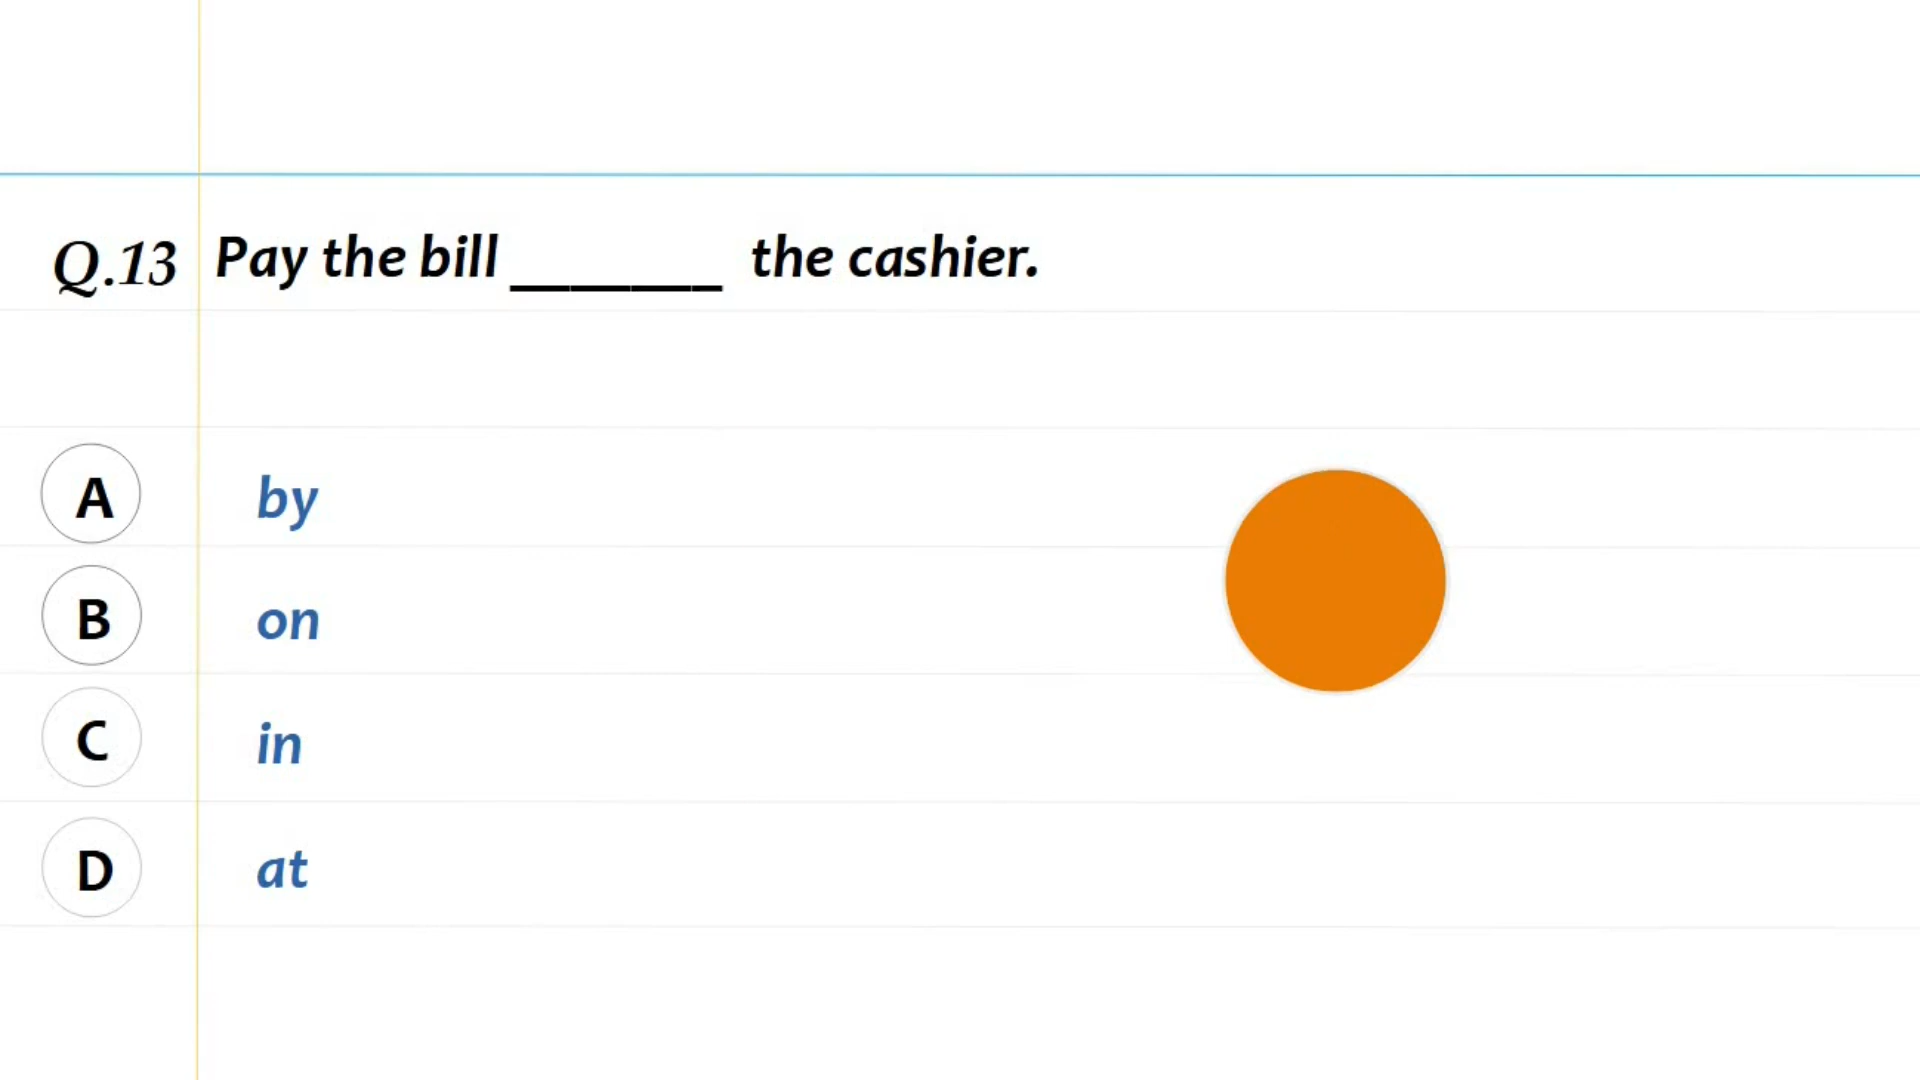 Q.13 Pay the bill _______ the cashier.
A by
B on
C in
D at